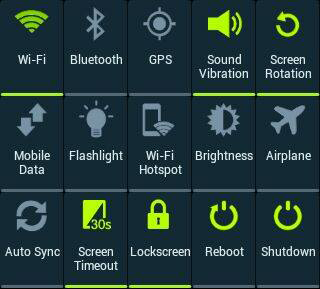 Wi-Fi
Bluetooth
GPS
Sound
Vibration
Screen
Rotation
Mobile
Data
Flashlight
Wi-Fi
Hotspot
Brightness
Airplane
30s
Auto Sync
Screen
Timeout
Lockscreen
Reboot
Shutdown